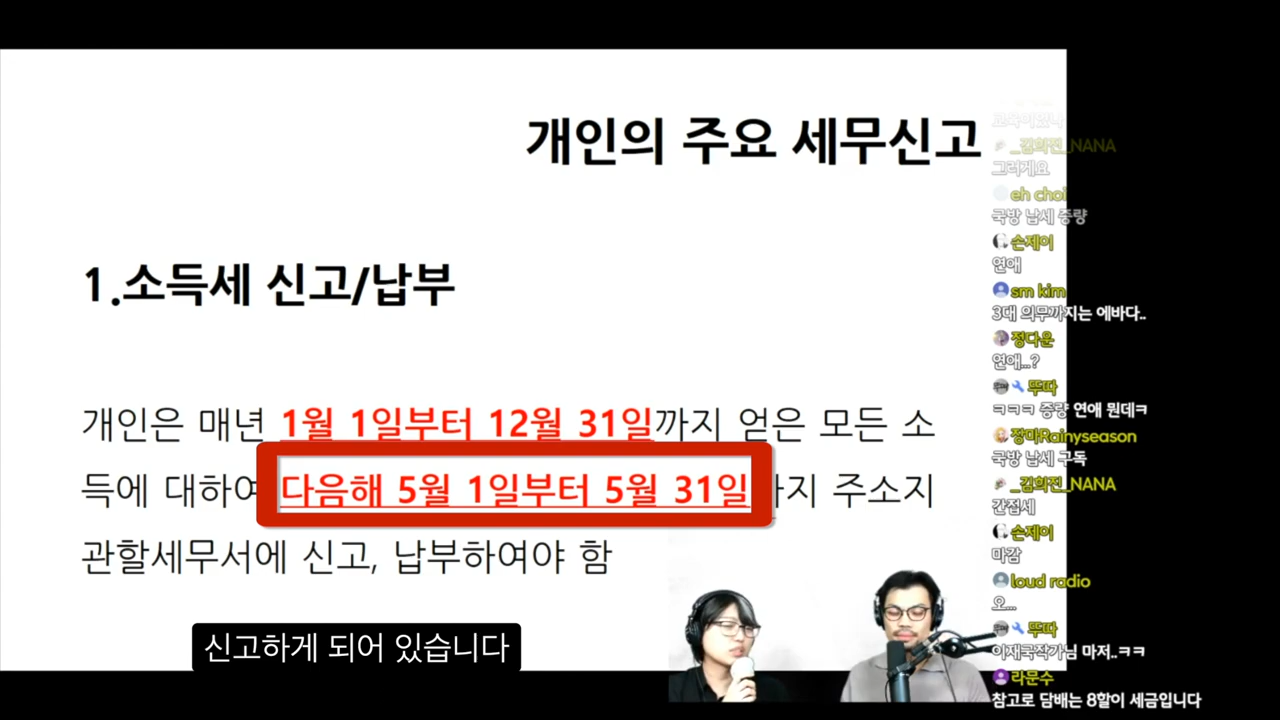 개인의 주요 세무신고
1.소득세 신고/납부
개인은 매년 1월 1일부터 12월 31일까지 얻은 모든 소
득에 대하여 다음해 5월 1일부터 5월 31일까지 주소지
관할세무서에 신고, 납부하여야 함
신고하게 되어 있습니다
_김희진_NANA
그러게요
eh choi
국방 납세 증량
손제이
연애
sm kim
3대 의무까지는 에바다..
정다운
연애...?
뚜따
ㅋㅋㅋ 증량 연애 뭔데ㅋ
장마Rainyseason
국방 납세 구독
_김희진_NANA
간접세
손제이
마감
loud radio
오...
뚜따
이재국작가님 마저..ㅋㅋ
라문수
참고로 담배는 8할이 세금입니다